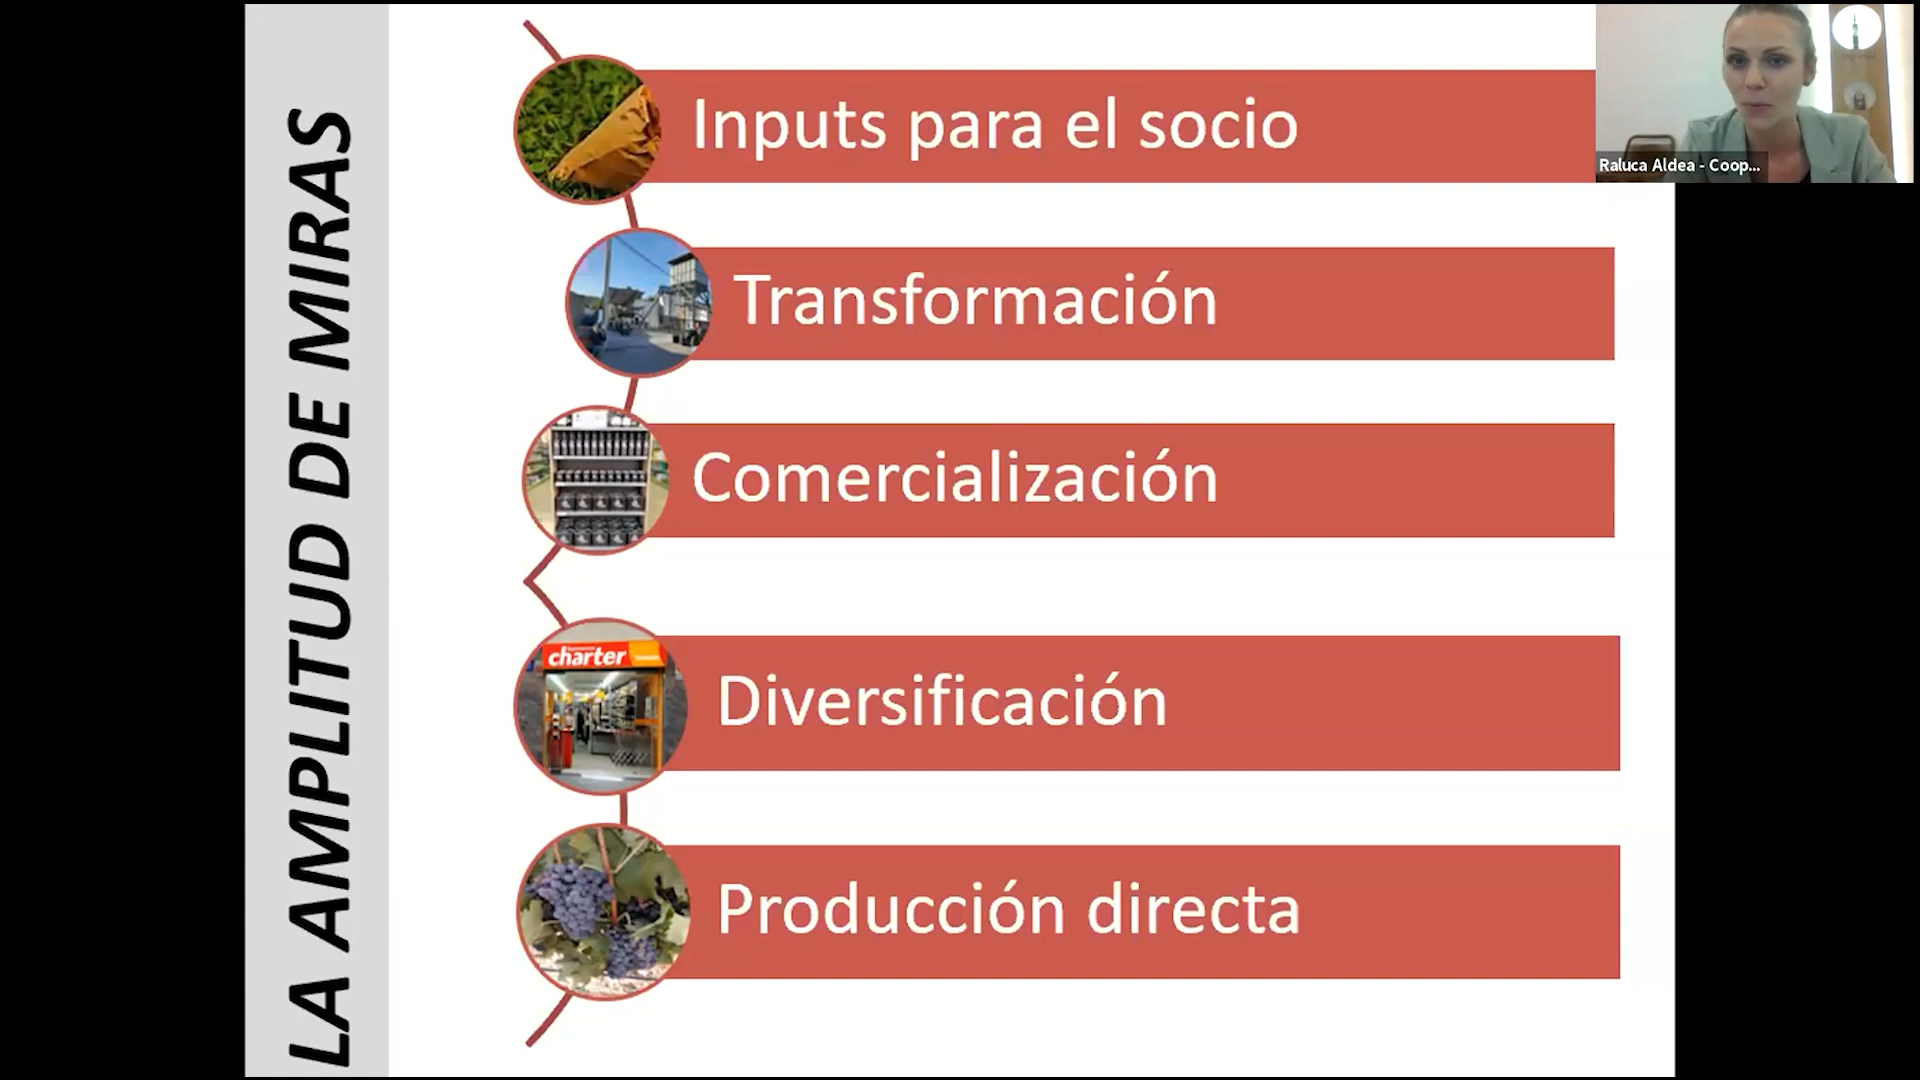 LA AMPLITUD DE MIRAS
Inputs para el socio
Transformación
Comercialización
charter
Diversificación
Producción directa
Raluca Aldea - Coop...